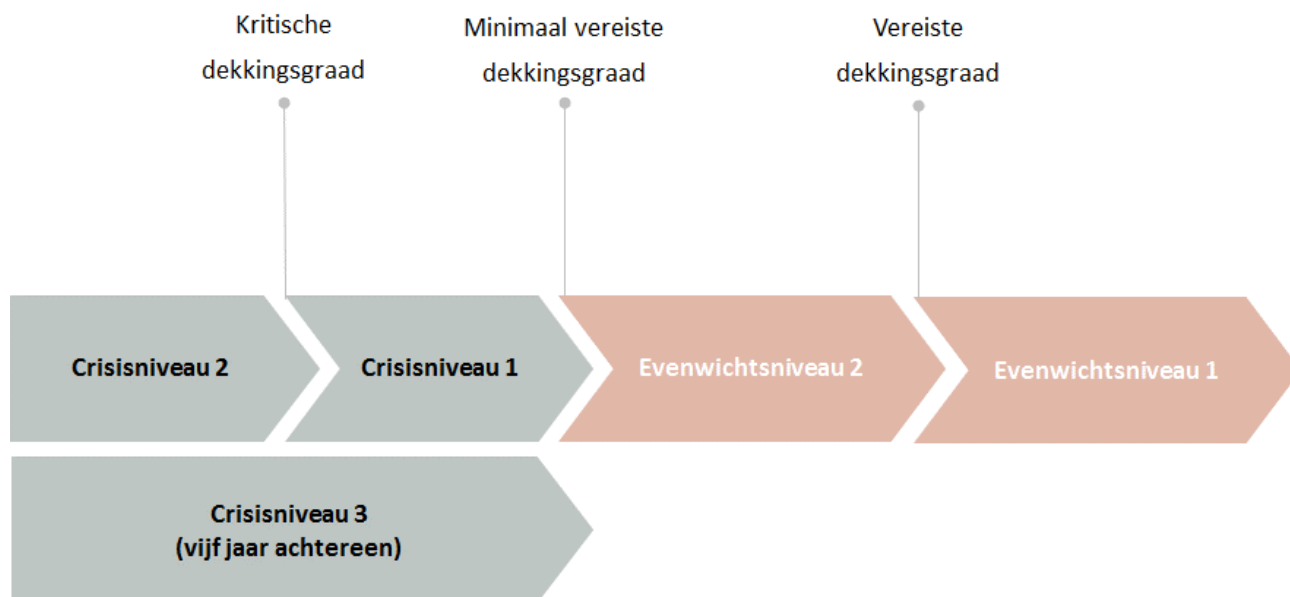 Kritische
dekkingsgraad
Minimaal vereiste
dekkingsgraad
Vereiste
dekkingsgraad
Crisisniveau 2
Crisisniveau 1
Evenwichtsniveau 2
Evenwichtsniveau 1
Crisisniveau 3
(vijf jaar achtereen)